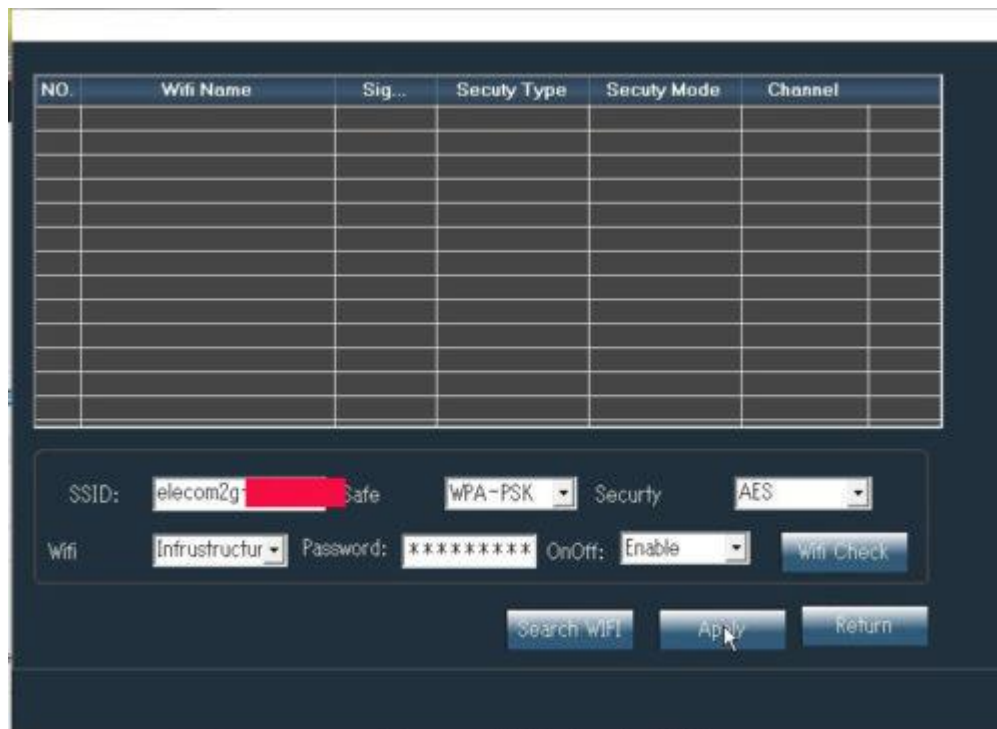 NO. Wifi Name Sig... Secuty Type Secuty Mode Channel
SSID: elecom2g- Safe WPA-PSK Securty AES
Wifi Infrustructur Password: ********* OnOff: Enable Wifi Check
Search WIFI Apply Return